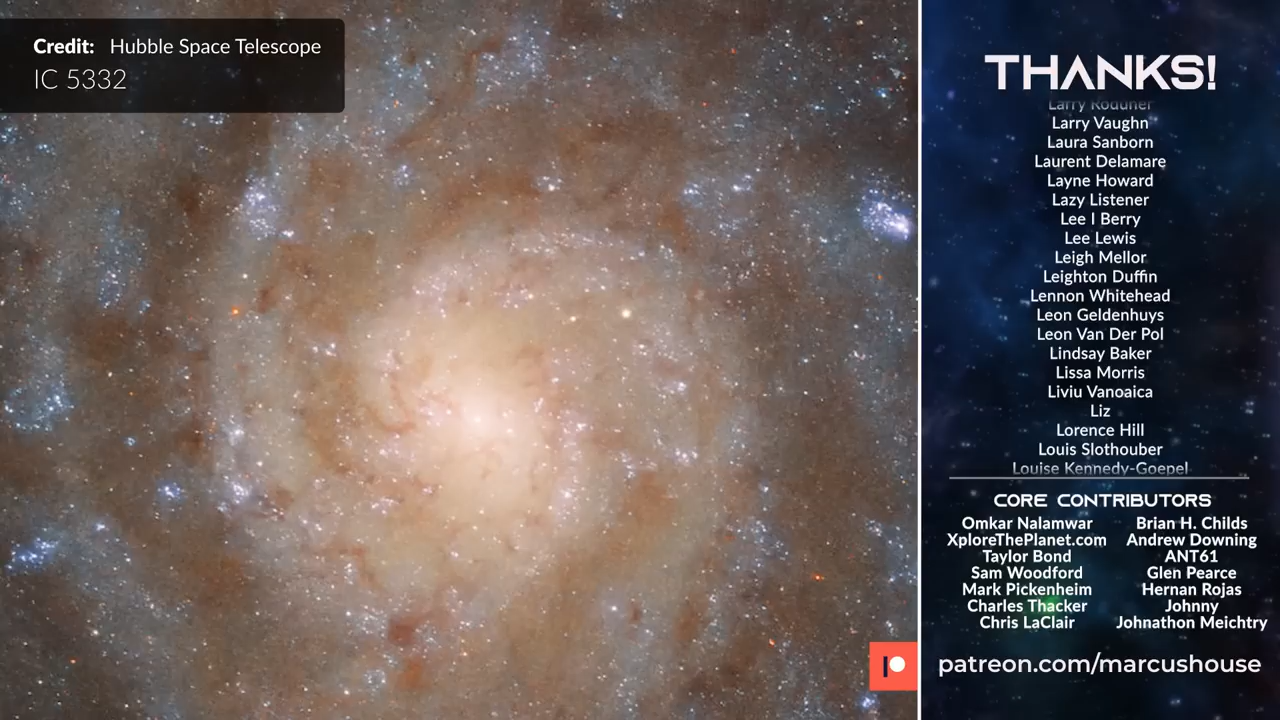 Credit: Hubble Space Telescope
IC 5332
THANKS!
Larry
Larry Vaughn
Laura Sanborn
Laurent Delamare
Layne Howard
Lazy Listener
Lee I Berry
Lee Lewis
Leigh Mellor
Leighton Duffin
Lennon Whitehead
Leon Geldenhuys
Leon Van Der Pol
Lindsay Baker
Lissa Morris
Liviu Vanoaica
Liz
Lorence Hill
Louis Slothouber
Louise Kennedy-Goepel
CORE CONTRIBUTORS
Omkar Nalamwar
XploreThePlanet.com
Taylor Bond
Sam Woodford
Mark Pickenheim
Charles Thacker
Chris LaClair
Brian H. Childs
Andrew Downing
ANT61
Glen Pearce
Hernan Rojas
Johnny
Johnathon Meichtry
patreon.com/marcushouse